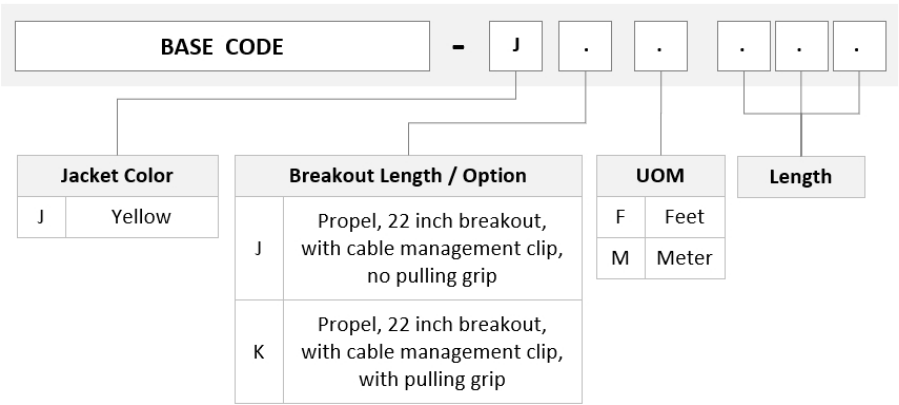 BASE CODE - J . . . . .
Jacket Color
J Yellow
Breakout Length / Option
J Propel, 22 inch breakout,
with cable management clip,
no pulling grip
K Propel, 22 inch breakout,
with cable management clip,
with pulling grip
UOM
F Feet
M Meter
Length